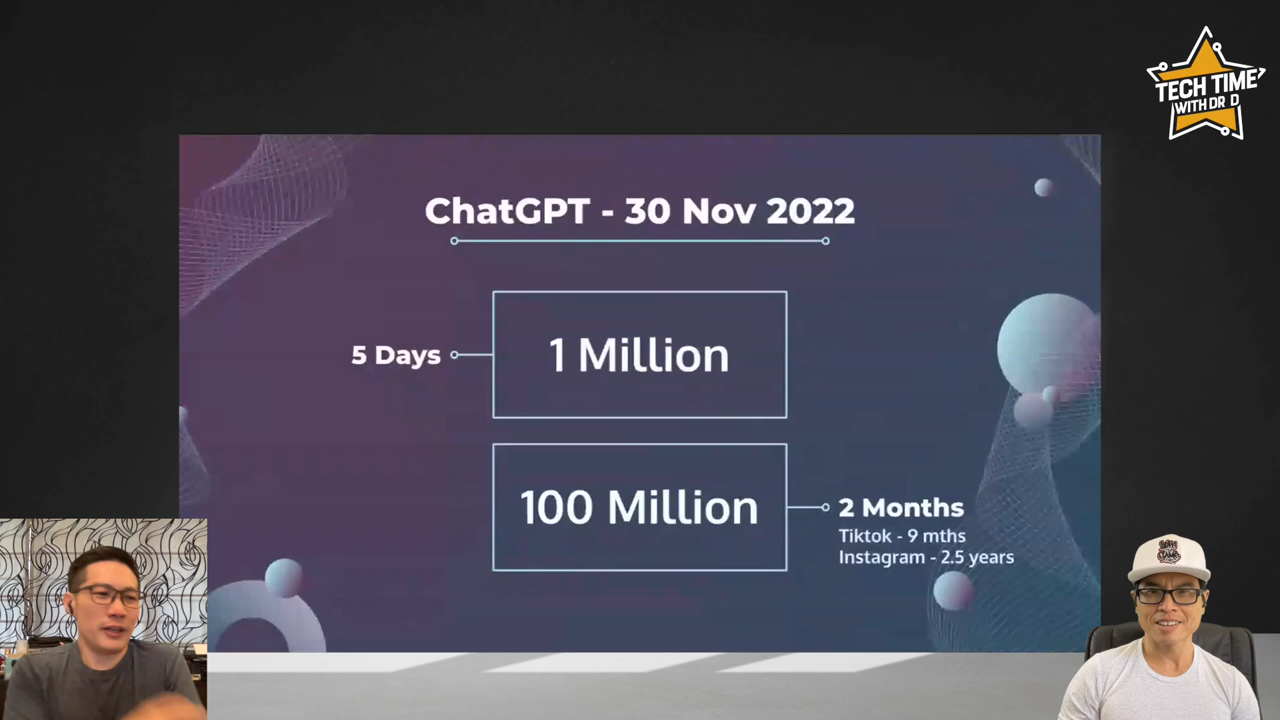 TECH TIME
WITH DR D
ChatGPT - 30 Nov 2022
5 Days
1 Million
100 Million
2 Months
Tiktok - 9 mths
Instagram - 2.5 years